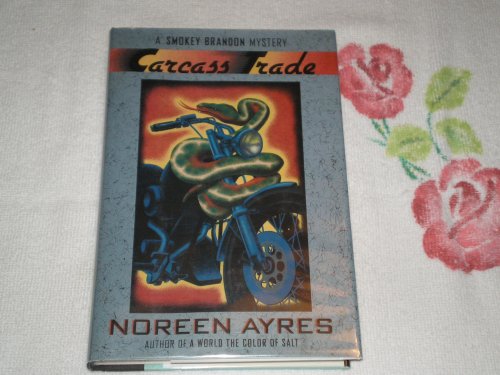 A SMOKEY BRANDON MYSTERY
Carcass Trade
NOREEN AYRES
AUTHOR OF A WORLD THE COLOR OF SALT